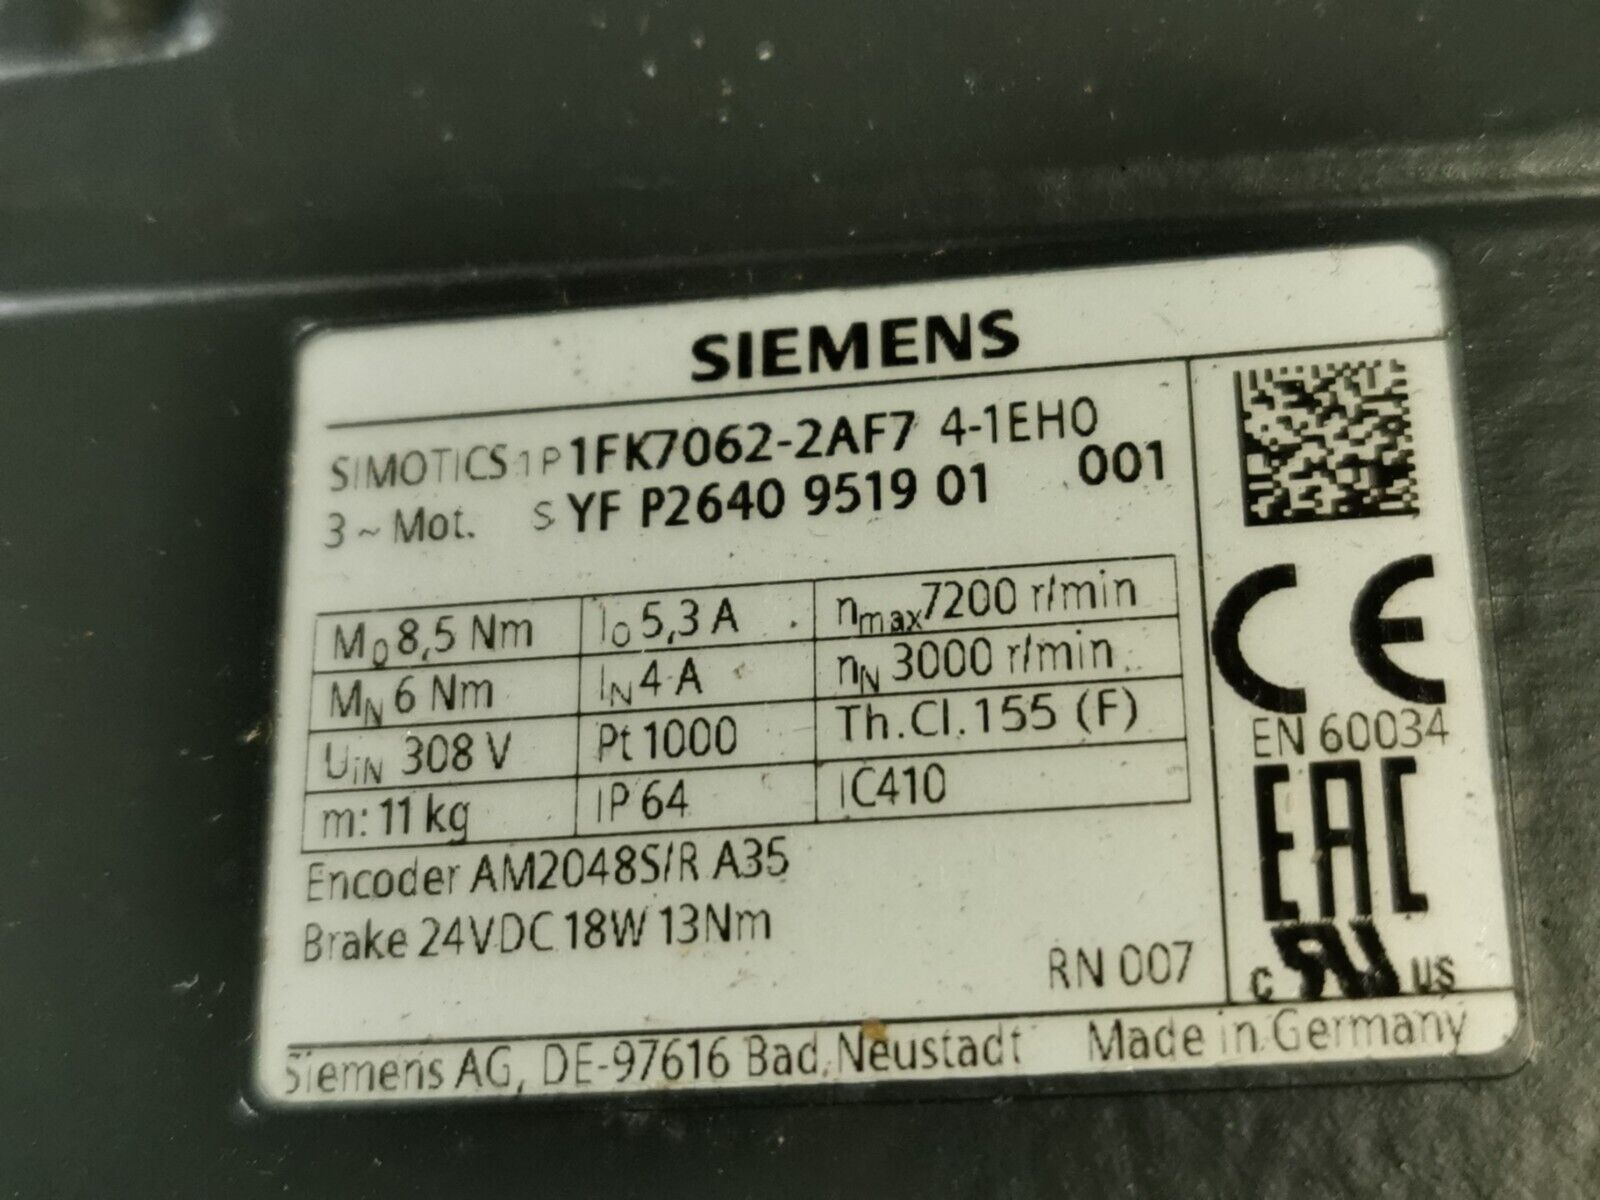 SIEMENS
SIMOTICS 1P 1FK7062-2AF7 4-1EH0
3 ~ Mot. S YF P2640 9519 01 001
M0 8,5 Nm I0 5,3 A nmax 7200 r/min
MN 6 Nm IN 4 A nN 3000 r/min
UiN 308 V Pt 1000 Th.Cl. 155 (F)
m: 11 kg IP 64 IC410
Encoder AM2048S/R A35
Brake 24VDC 18W 13Nm
RN 007
CE
EN 60034
EAC
c RU US
Siemens AG, DE-97616 Bad Neustadt Made in Germany